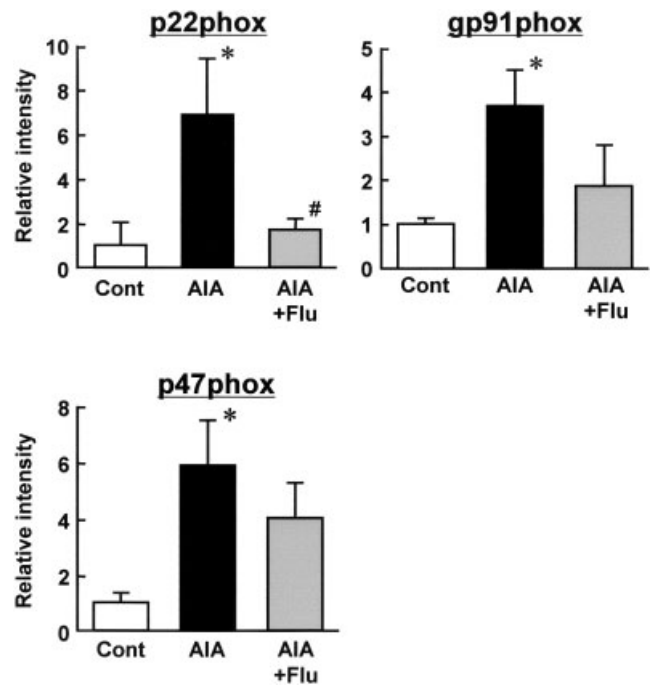 p22phox
Relative intensity
10
8
6
4
2
0
*
#
Cont
AIA
AIA
+Flu
gp91phox
5
4
3
2
1
0
*
Cont
AIA
AIA
+Flu
p47phox
Relative intensity
8
6
4
2
0
*
Cont
AIA
AIA
+Flu